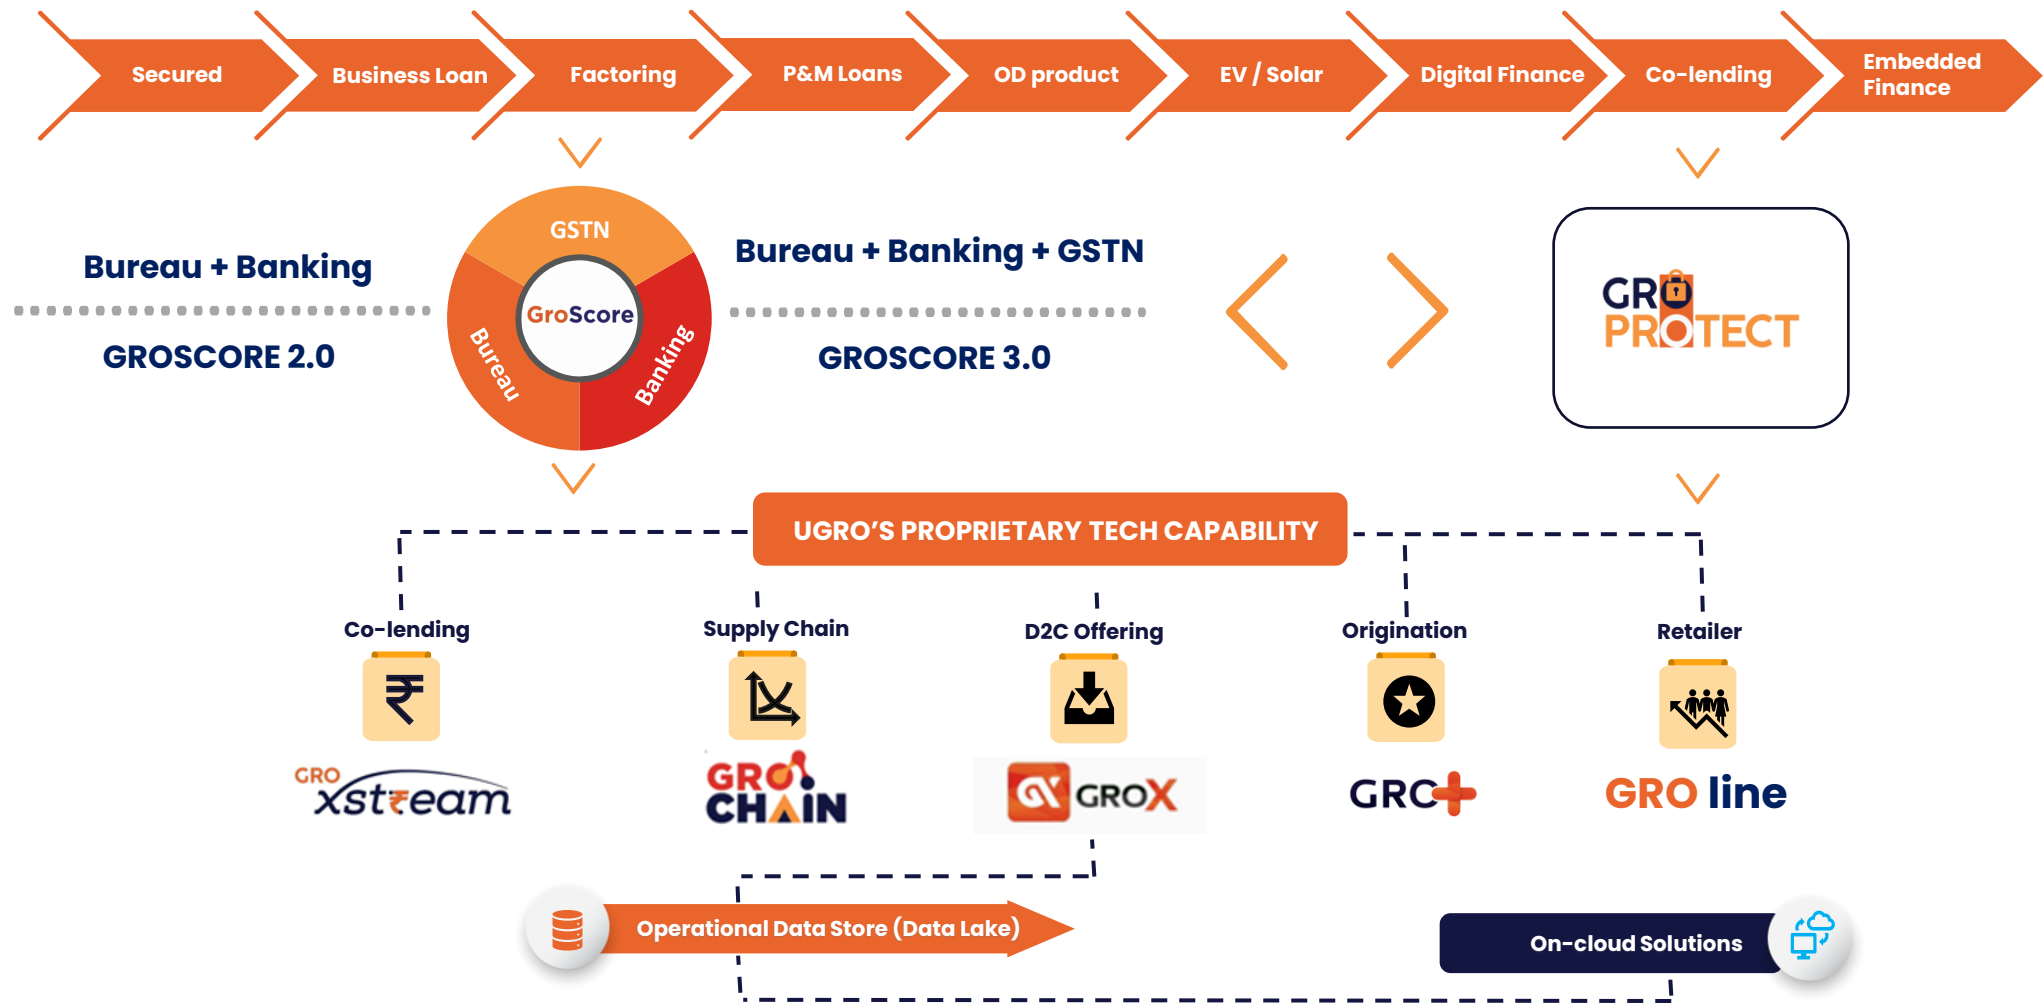 Secured
Business Loan
Factoring
P&M Loans
OD product
EV / Solar
Digital Finance
Co-lending
Embedded
Finance
Bureau + Banking
GROSCORE 2.0
GSTN
Bureau
Banking
GroScore
Bureau + Banking + GSTN
GROSCORE 3.0
GRO
PROTECT
UGRO’S PROPRIETARY TECH CAPABILITY
Co-lending
Supply Chain
D2C Offering
Origination
Retailer
GRO
xst₹eam
GRO
CHAIN
GX GROX
GRO+
GRO line
Operational Data Store (Data Lake)
On-cloud Solutions